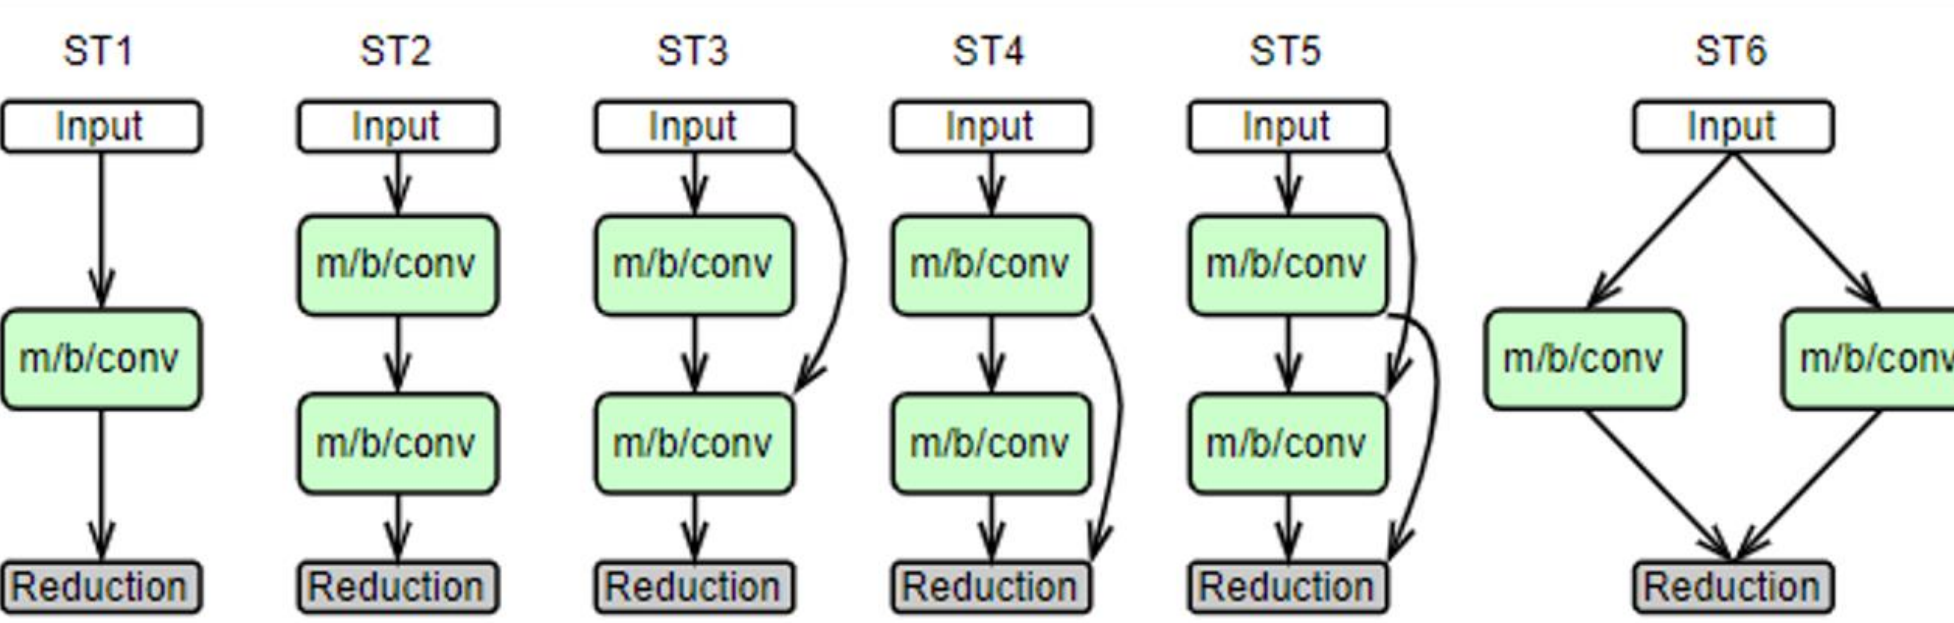 ST1 ST2 ST3 ST4 ST5 ST6
Input Input Input Input Input Input
m/b/conv m/b/conv m/b/conv m/b/conv
m/b/conv m/b/conv m/b/conv
m/b/conv m/b/conv m/b/conv m/b/conv
Reduction Reduction Reduction Reduction Reduction Reduction